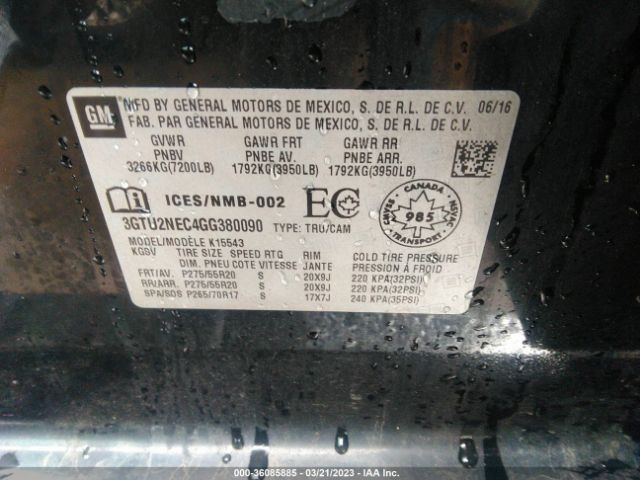 GM
MFD BY GENERAL MOTORS DE MEXICO, S. DE R.L. DE C.V. 06/16
FAB. PAR GENERAL MOTORS DE MEXICO, S. DE R.L. DE C.V.
GVWR GAWR FRT GAWR RR
PNBV PNBE AV. PNBE ARR.
3266KG(7200LB) 1792KG(3950LB) 1792KG(3950LB)
ICES/NMB-002 EC
CANADA
CMVSS 985 NSVAC
TRANSPORT
3GTU2NEC4GG380090 TYPE: TRU/CAM
MODEL/MODÈLE K15543
KGSV TIRE SIZE SPEED RTG RIM COLD TIRE PRESSURE
DIM. PNEU COTE VITESSE JANTE PRESSION À FROID
FRT/AV. P275/55R20 S 20X9J 220 KPA(32PSI)
RR/ARR. P275/55R20 S 20X9J 220 KPA(32PSI)
SPA/SDS P265/70R17 S 17X7J 240 KPA(35PSI)
000-36085885 - 03/21/2023 - IAA Inc.